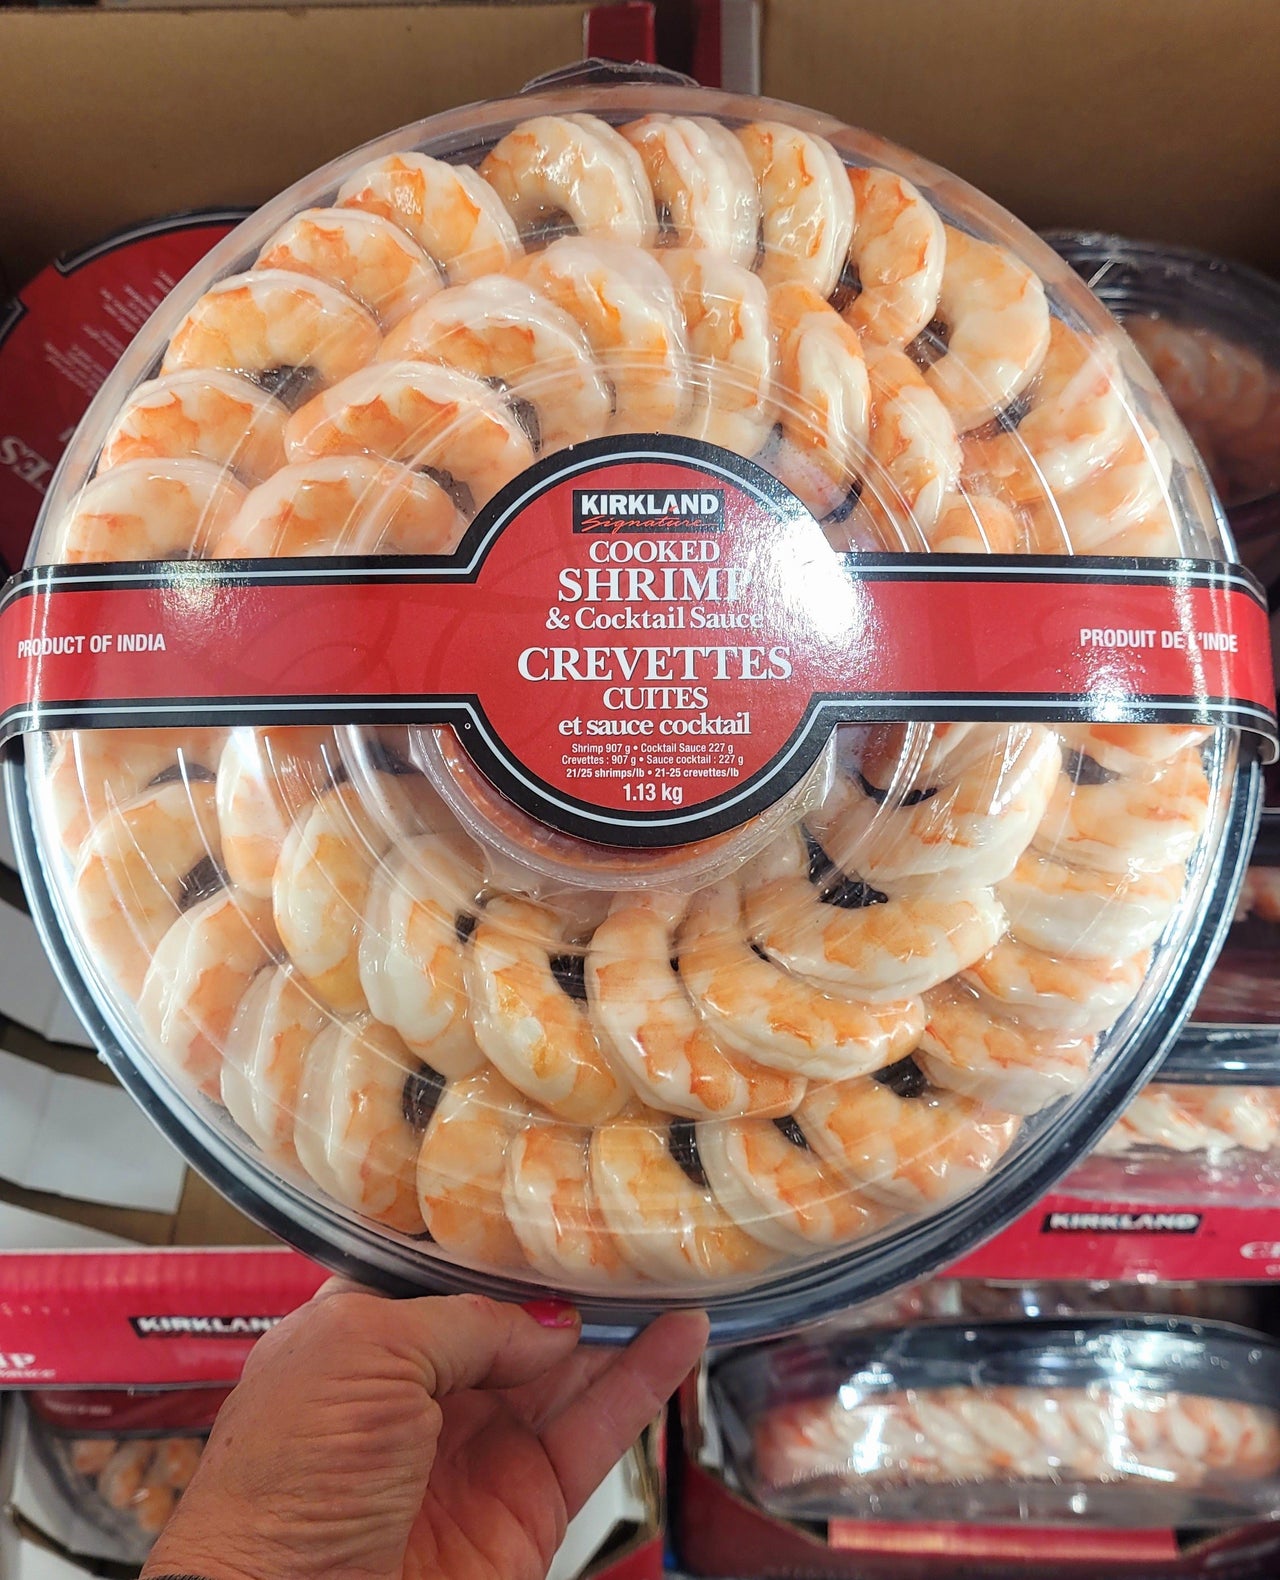 KIRKLAND
Signature
COOKED
SHRIMP
& Cocktail Sauce
CREVETTES
CUITES
et sauce cocktail
Shrimp 907 g • Cocktail Sauce 227 g
Crevettes : 907 g • Sauce cocktail : 227 g
21/25 shrimps/lb • 21-25 crevettes/lb
1.13 kg
PRODUCT OF INDIA
PRODUIT DE L'INDE
KIRKLAND
KIRKLAN